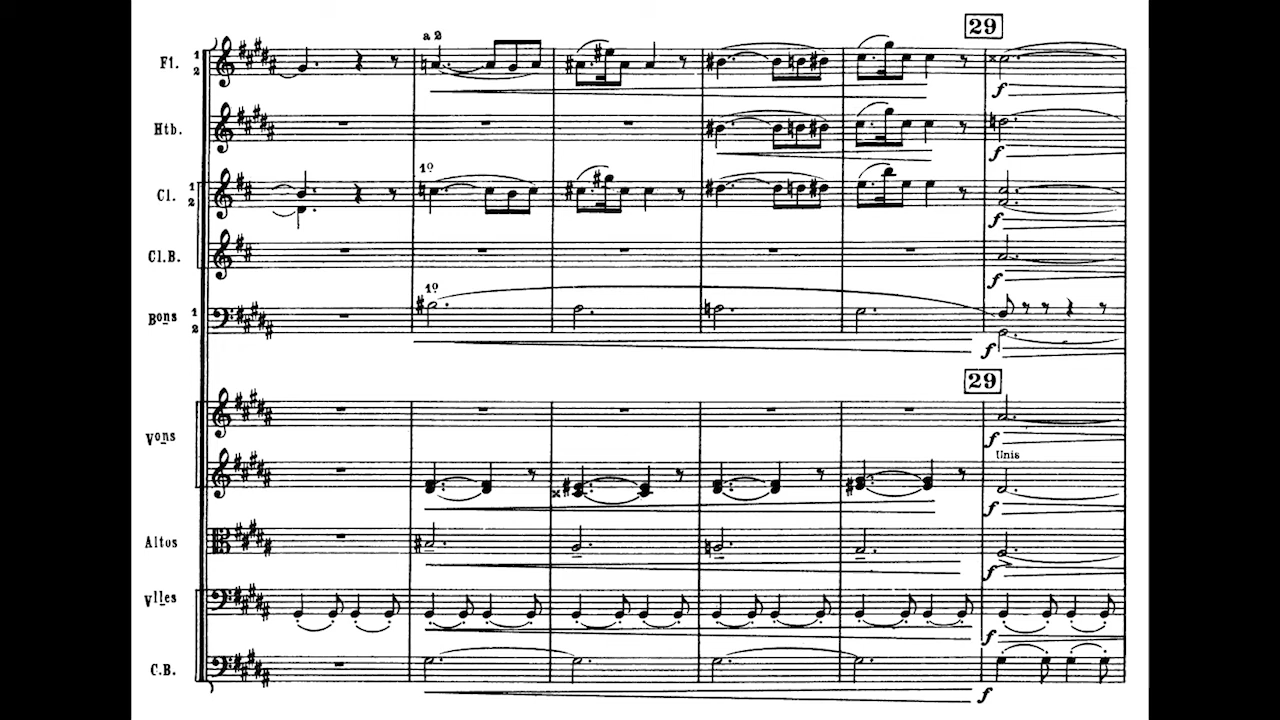 29
a 2
Fl. 1 2
f
Htb.
f
1º
Cl. 1 2
f
Cl.B.
f
1º
Bons 1 2
f
29
Vons
f
Unis
f
Altos
f
Vlles
f
C.B.
f